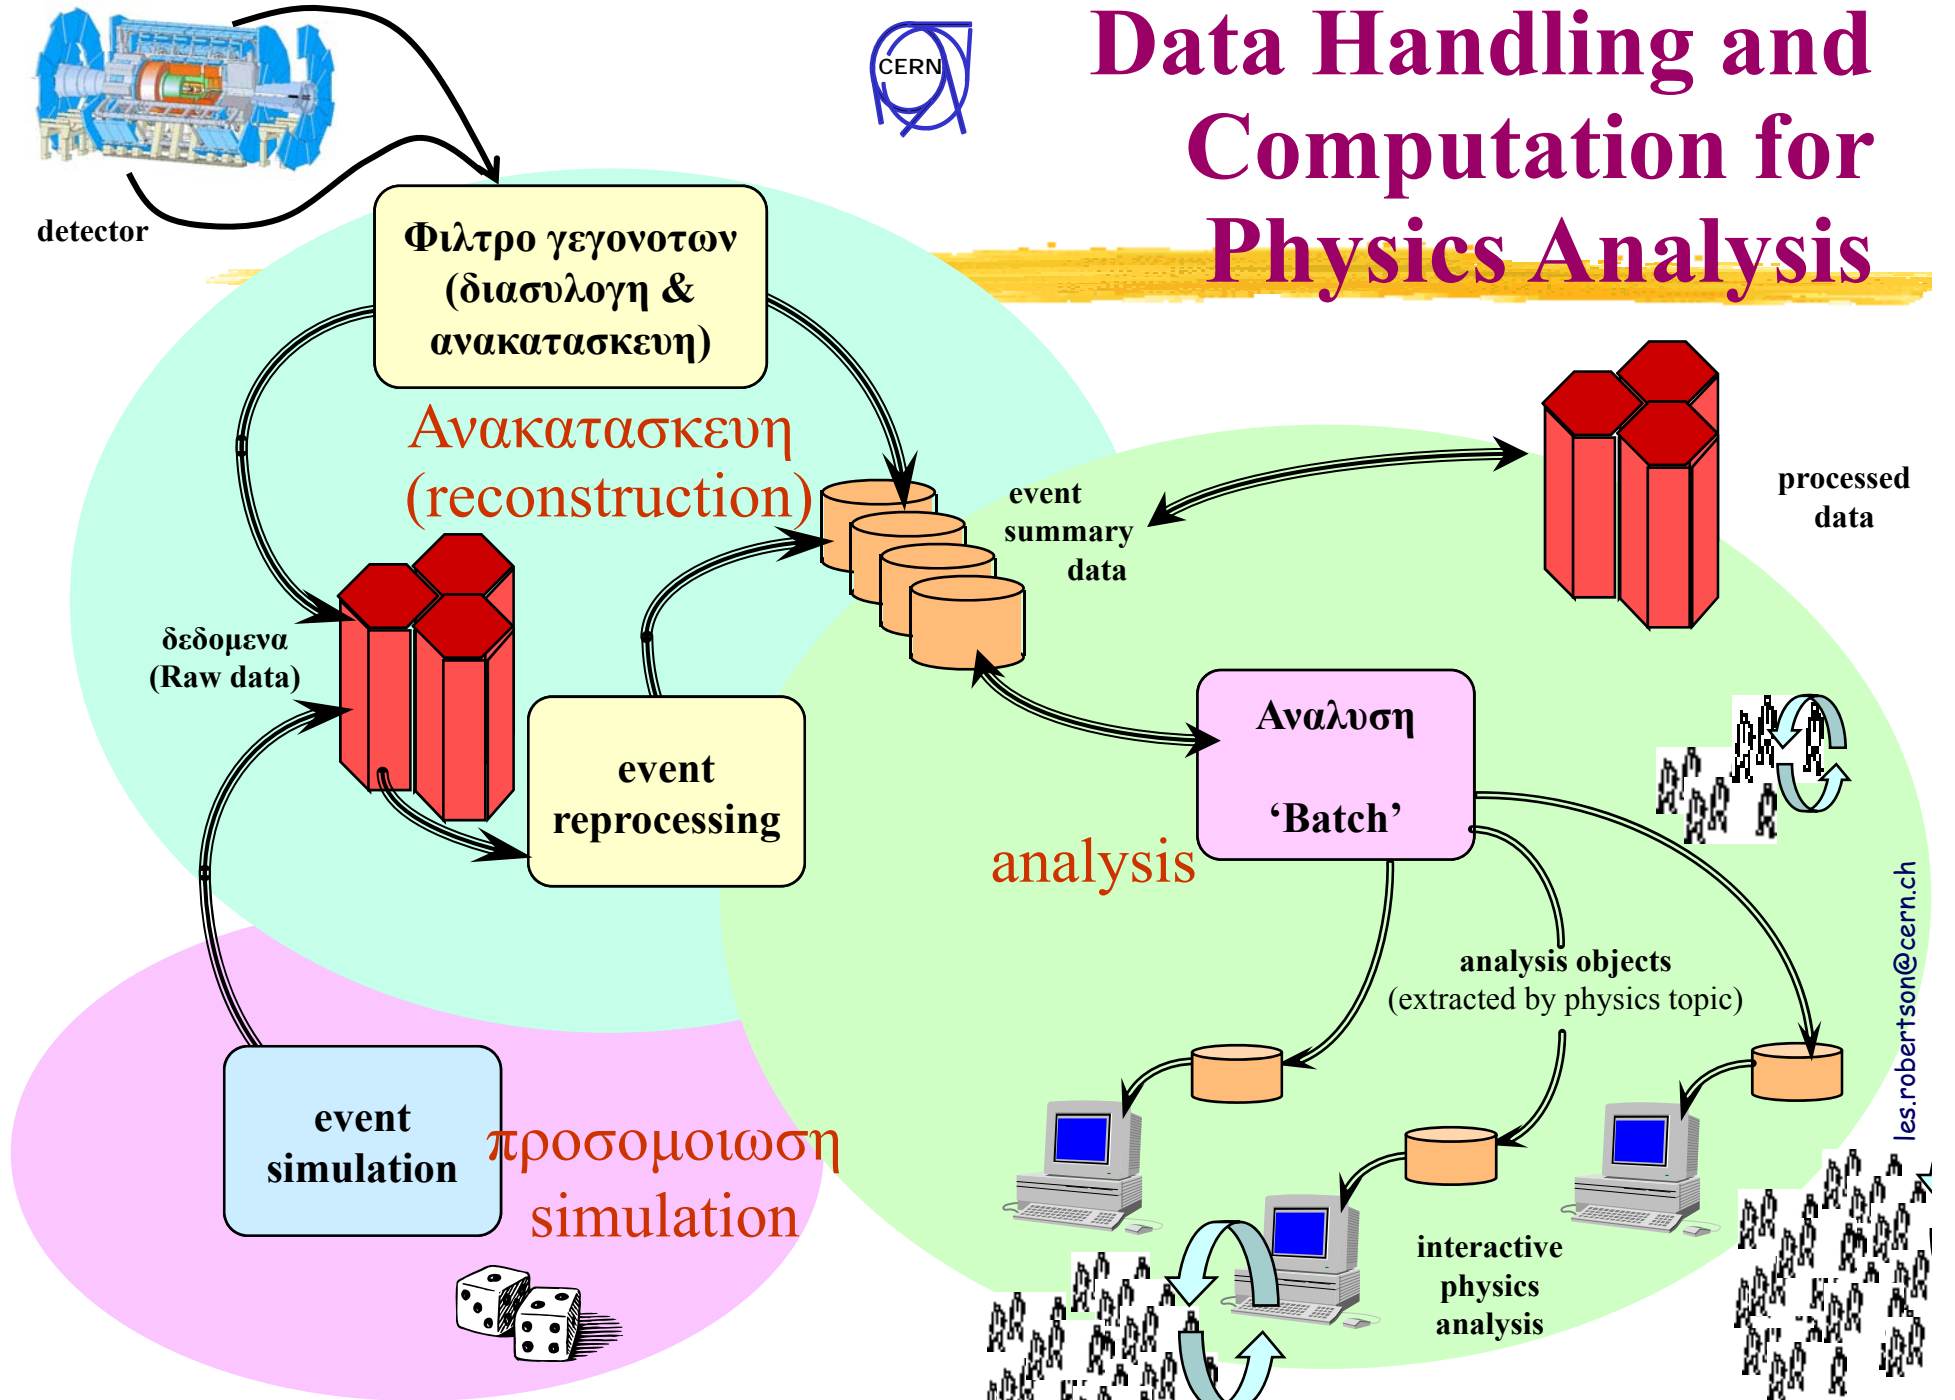 CERN
Data Handling and
Computation for
Physics Analysis
detector
Φιλτρο γεγονοτων
(διασυλογη &
ανακατασκευη)
Ανακατασκευη
(reconstruction)
event
summary
data
processed
data
δεδομενα
(Raw data)
event
reprocessing
Αναλυση
‘Batch’
analysis
analysis objects
(extracted by physics topic)
event
simulation
προσομοιωση
simulation
interactive
physics
analysis
les.robertson@cern.ch